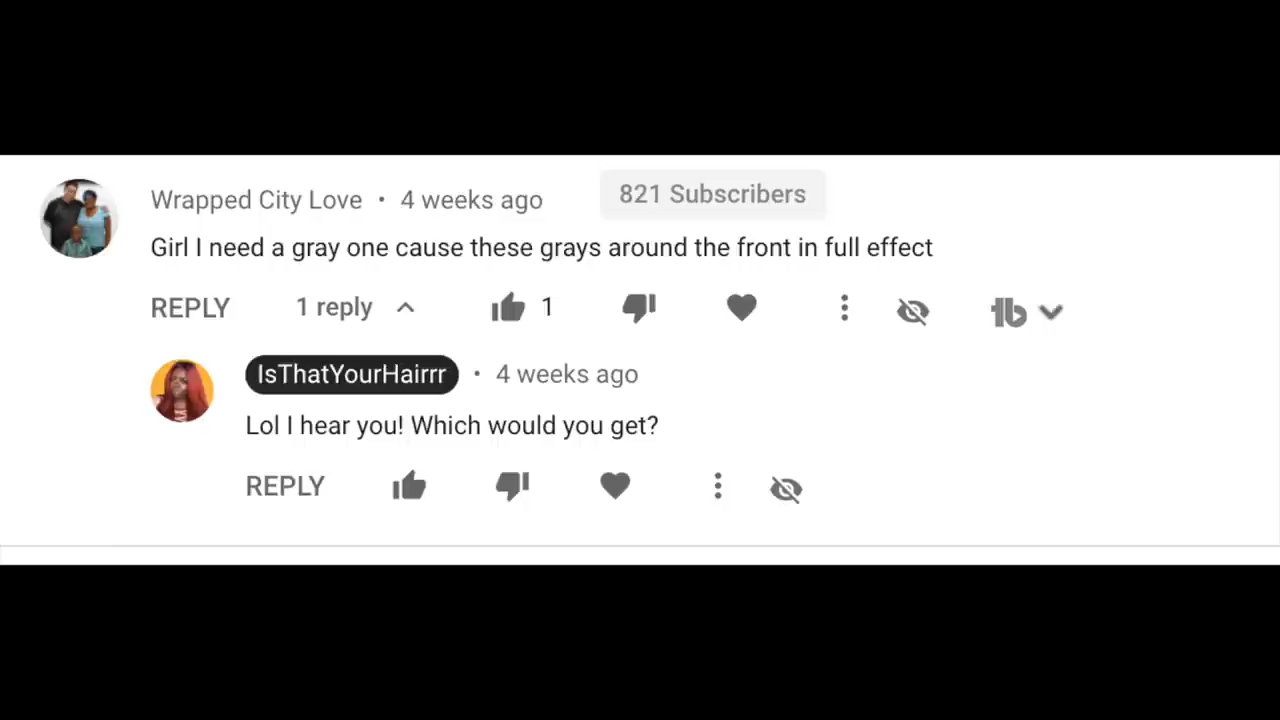 Wrapped City Love • 4 weeks ago 821 Subscribers
Girl I need a gray one cause these grays around the front in full effect
REPLY 1 reply 1 tb
IsThatYourHairrr • 4 weeks ago
Lol I hear you! Which would you get?
REPLY